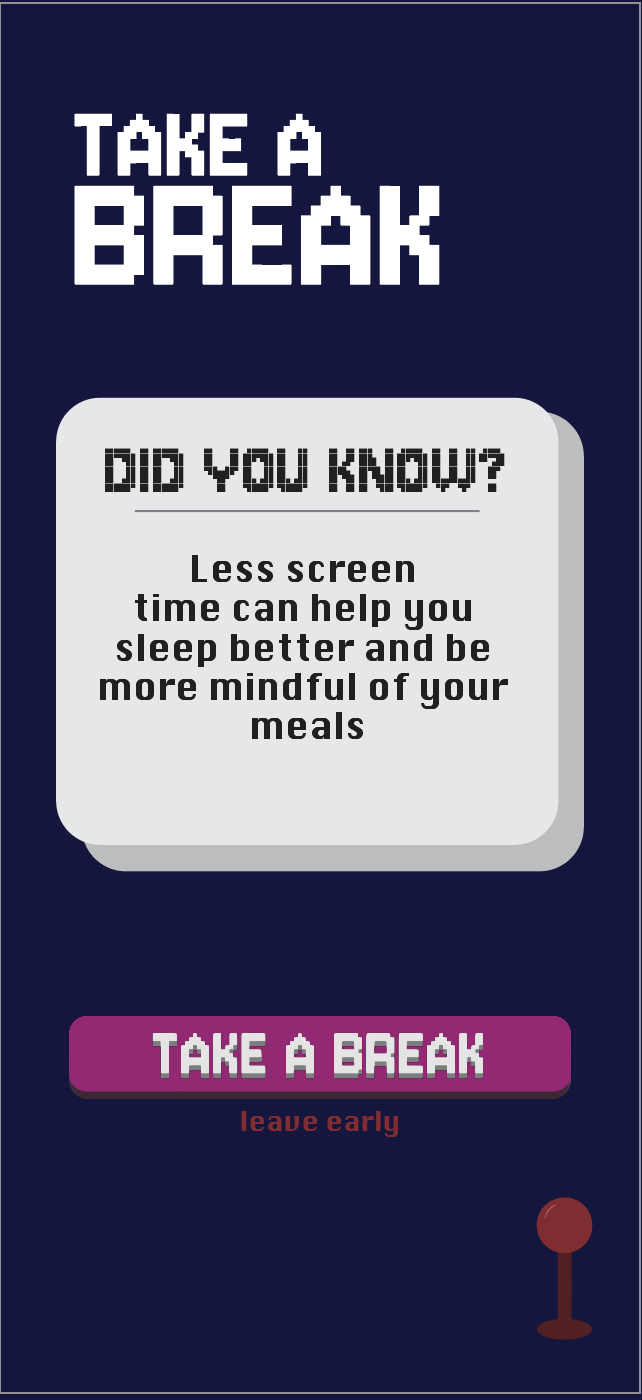 TAKE A
BREAK
DID YOU KNOW?
Less screen
time can help you
sleep better and be
more mindful of your
meals
TAKE A BREAK
leave early